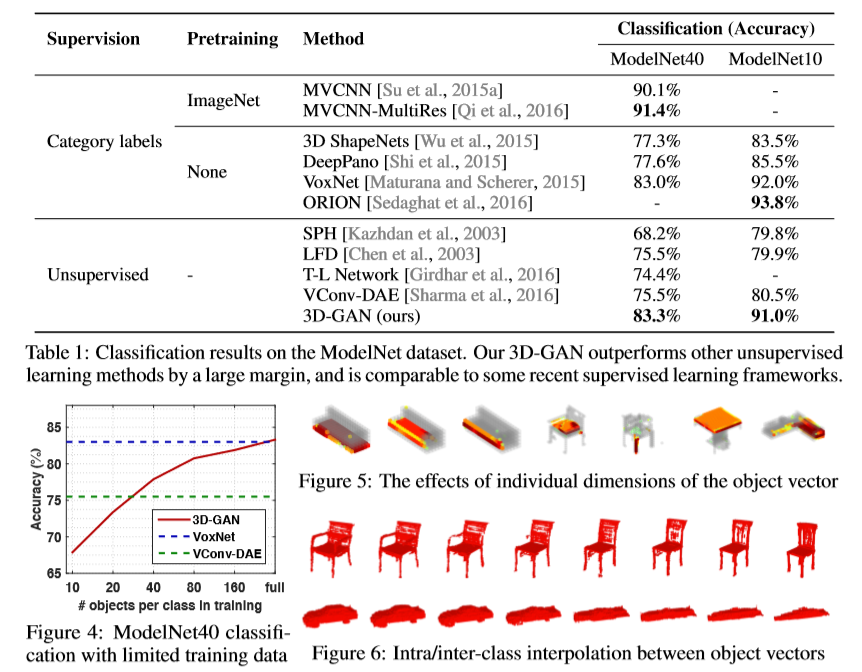 Supervision Pretraining Method Classification (Accuracy)
ModelNet40 ModelNet10
Category labels
ImageNet
MVCNN [Su et al., 2015a] 90.1% -
MVCNN-MultiRes [Qi et al., 2016] 91.4% -
None
3D ShapeNets [Wu et al., 2015] 77.3% 83.5%
DeepPano [Shi et al., 2015] 77.6% 85.5%
VoxNet [Maturana and Scherer, 2015] 83.0% 92.0%
ORION [Sedaghat et al., 2016] - 93.8%
Unsupervised -
SPH [Kazhdan et al., 2003] 68.2% 79.8%
LFD [Chen et al., 2003] 75.5% 79.9%
T-L Network [Girdhar et al., 2016] 74.4% -
VConv-DAE [Sharma et al., 2016] 75.5% 80.5%
3D-GAN (ours) 83.3% 91.0%
Table 1: Classification results on the ModelNet dataset. Our 3D-GAN outperforms other unsupervised
learning methods by a large margin, and is comparable to some recent supervised learning frameworks.
Accuracy (%)
85
80
75
70
65
3D-GAN
VoxNet
VConv-DAE
10 20 40 80 160 full
# objects per class in training
Figure 4: ModelNet40 classifi-
cation with limited training data
Figure 5: The effects of individual dimensions of the object vector
Figure 6: Intra/inter-class interpolation between object vectors